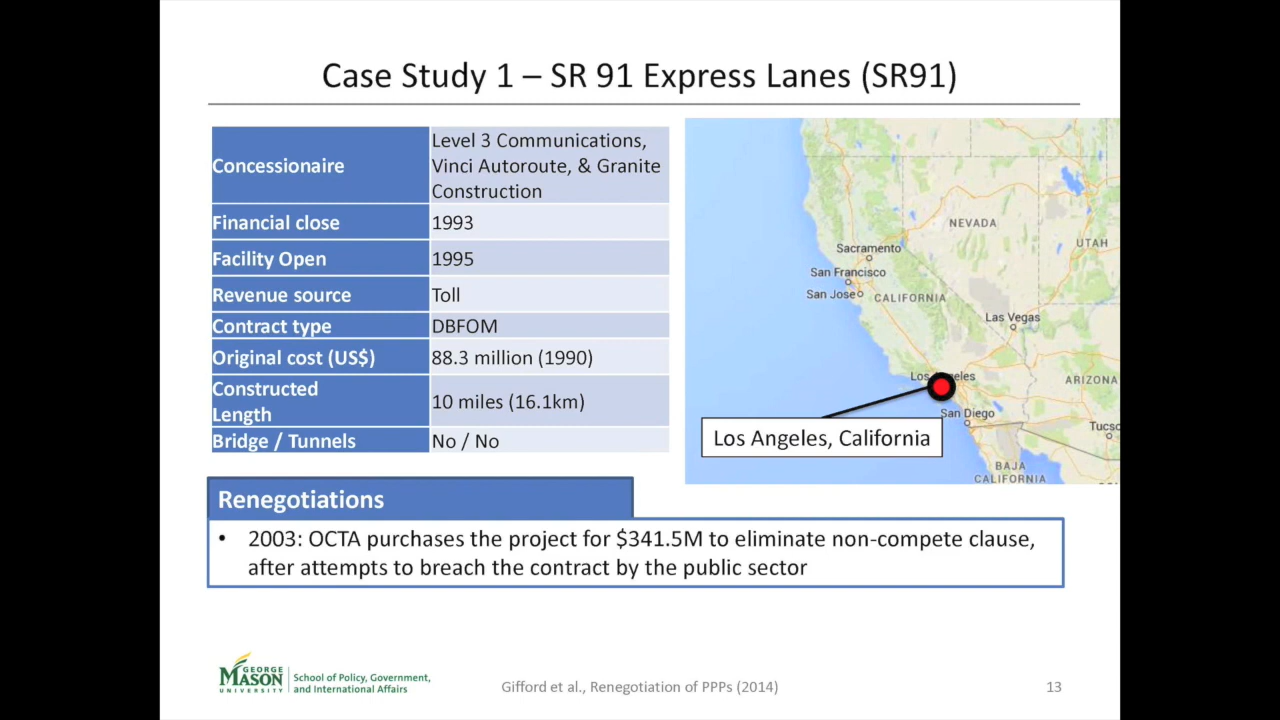 Case Study 1 – SR 91 Express Lanes (SR91)
Concessionaire
Level 3 Communications,
Vinci Autoroute, & Granite
Construction
Financial close
1993
Facility Open
1995
Revenue source
Toll
Contract type
DBFOM
Original cost (US$)
88.3 million (1990)
Constructed
Length
10 miles (16.1km)
Bridge / Tunnels
No / No
NEVADA
UTAH
Sacramento
San Francisco
San Jose
CALIFORNIA
Las Vegas
Los Angeles
ARIZONA
San Diego
Los Angeles, California
BAJA
CALIFORNIA
Renegotiations
• 2003: OCTA purchases the project for $341.5M to eliminate non-compete clause,
after attempts to breach the contract by the public sector
GEORGE
MASON
UNIVERSITY
School of Policy, Government,
and International Affairs
Gifford et al., Renegotiation of PPPs (2014)
13